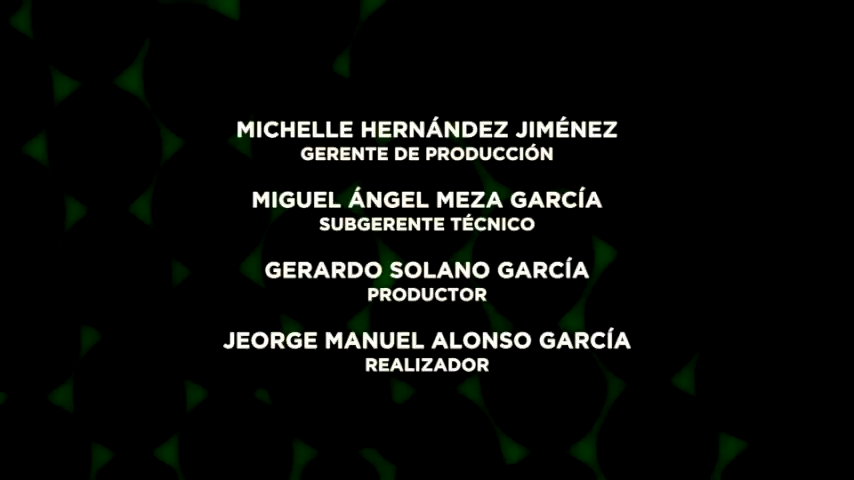 MICHELLE HERNÁNDEZ JIMÉNEZ
GERENTE DE PRODUCCIÓN
MIGUEL ÁNGEL MEZA GARCÍA
SUBGERENTE TÉCNICO
GERARDO SOLANO GARCÍA
PRODUCTOR
JEORGE MANUEL ALONSO GARCÍA
REALIZADOR